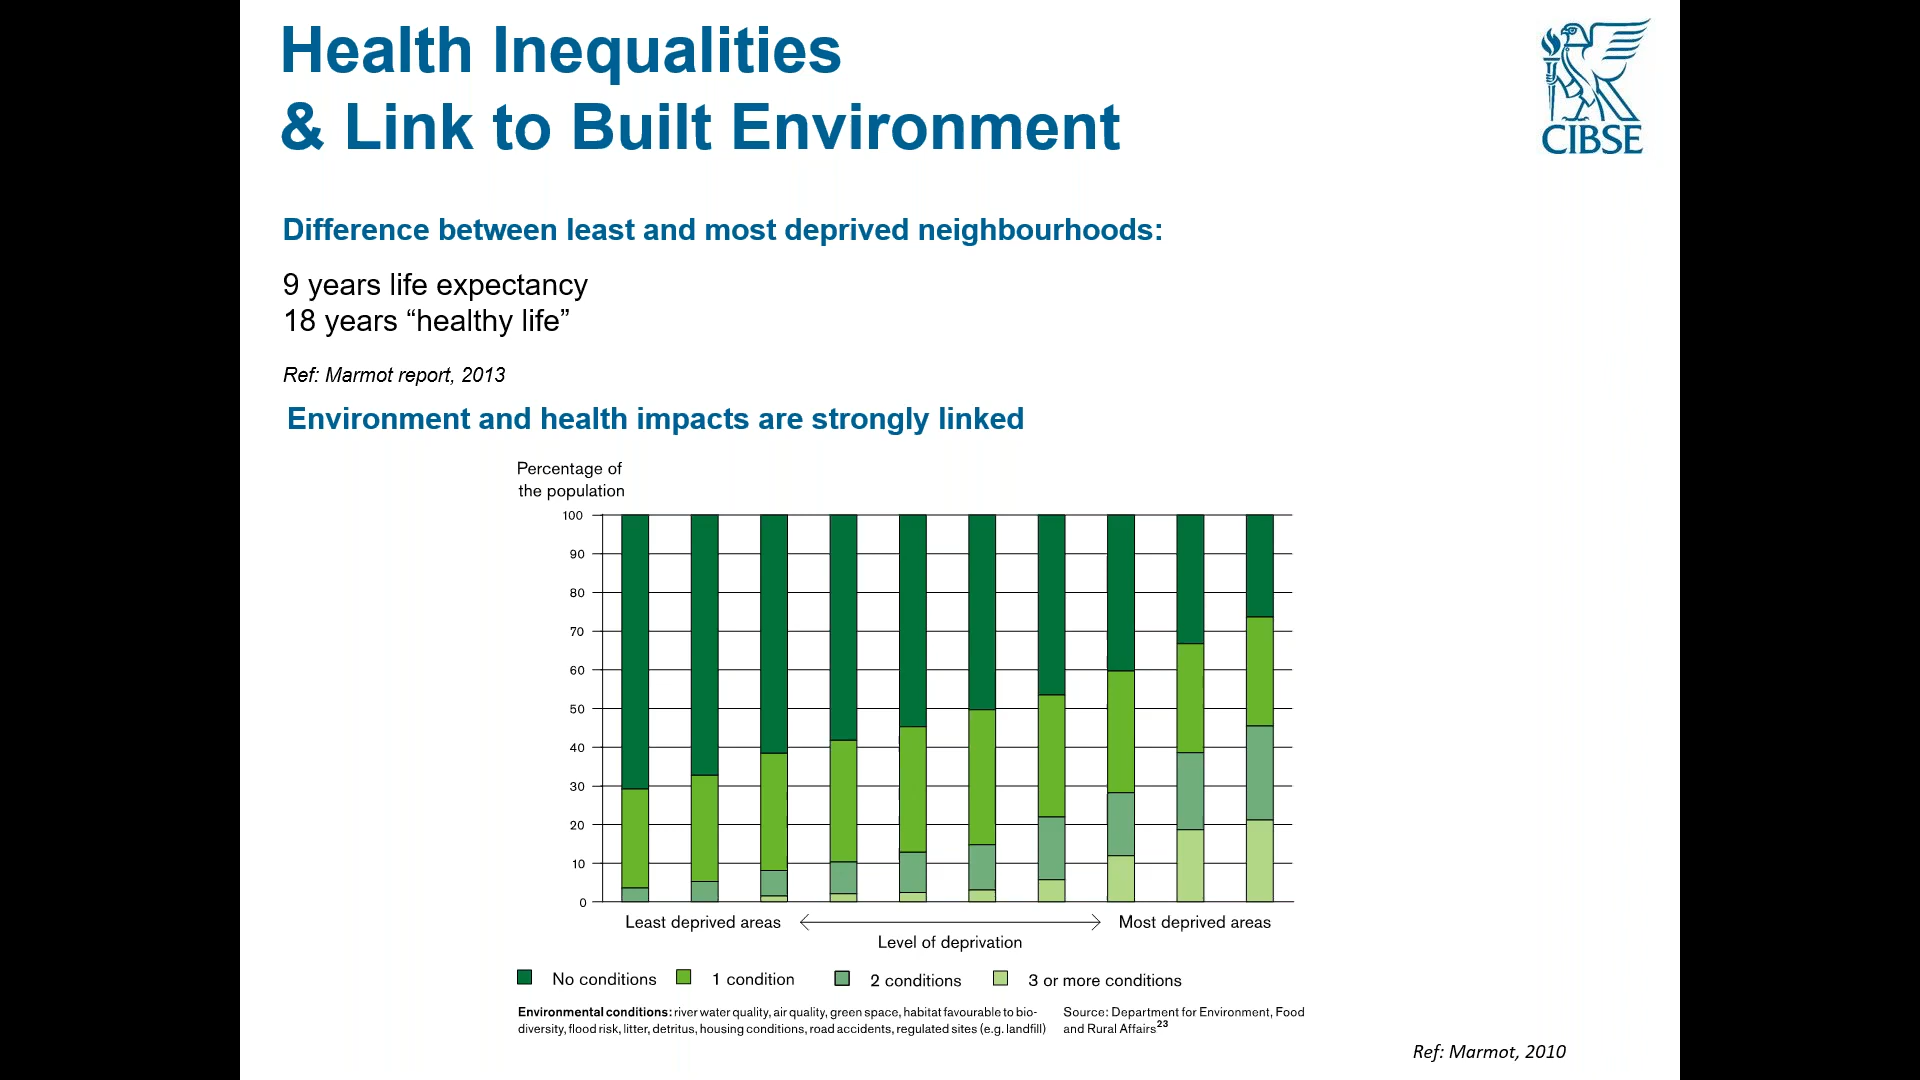 Health Inequalities
& Link to Built Environment
CIBSE
Difference between least and most deprived neighbourhoods:
9 years life expectancy
18 years “healthy life”
Ref: Marmot report, 2013
Environment and health impacts are strongly linked
Percentage of
the population
100
90
80
70
60
50
40
30
20
10
0
Least deprived areas
Most deprived areas
Level of deprivation
No conditions
1 condition
2 conditions
3 or more conditions
Environmental conditions: river water quality, air quality, green space, habitat favourable to bio-
diversity, flood risk, litter, detritus, housing conditions, road accidents, regulated sites (e.g. landfill)
Source: Department for Environment, Food
and Rural Affairs23
Ref: Marmot, 2010